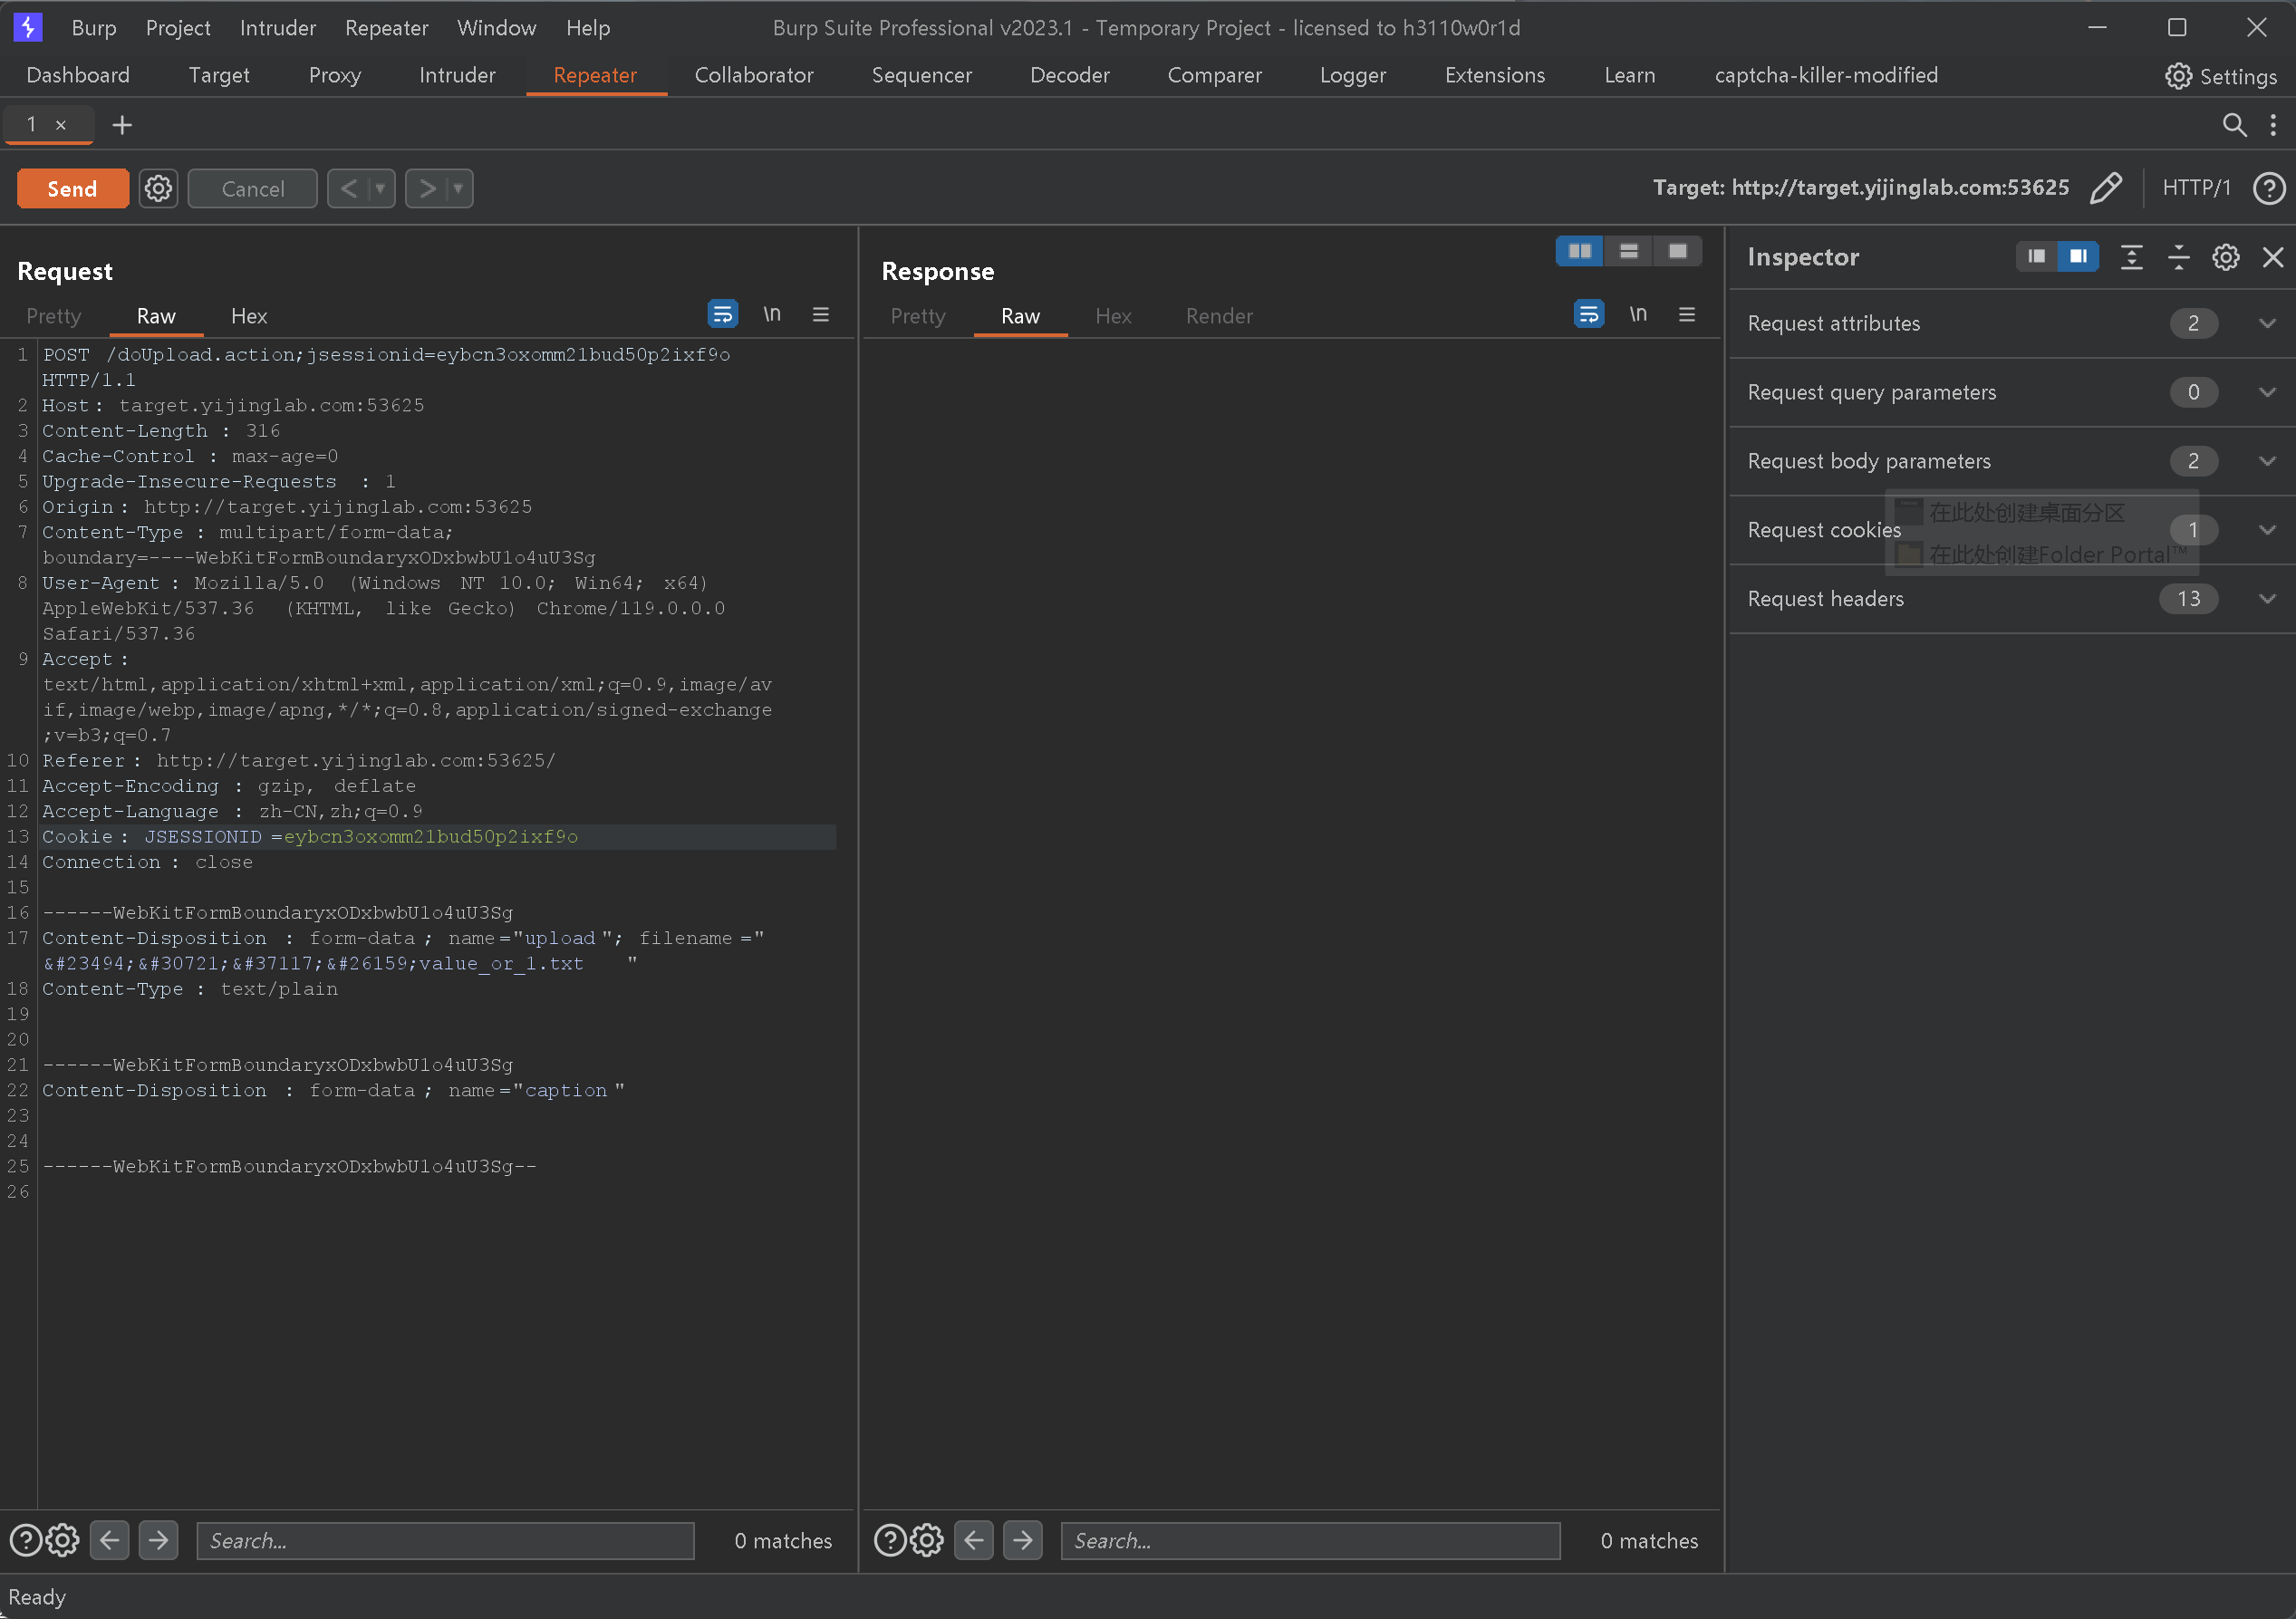 Burp Project Intruder Repeater Window Help Burp Suite Professional v2023.1 - Temporary Project - licensed to h3110w0r1d
Dashboard Target Proxy Intruder Repeater Collaborator Sequencer Decoder Comparer Logger Extensions Learn captcha-killer-modified Settings
1 × +
Send Cancel < > Target: http://target.yijinglab.com:53625 HTTP/1 ?
Request
Pretty Raw Hex \n
1 POST /doUpload.action;jsessionid=eybcn3oxomm21bud50p2ixf9o
HTTP/1.1
2 Host: target.yijinglab.com:53625
3 Content-Length : 316
4 Cache-Control : max-age=0
5 Upgrade-Insecure-Requests : 1
6 Origin: http://target.yijinglab.com:53625
7 Content-Type : multipart/form-data;
boundary=----WebKitFormBoundaryxODxbwbU1o4uU3Sg
8 User-Agent : Mozilla/5.0 (Windows NT 10.0; Win64; x64)
AppleWebKit/537.36 (KHTML, like Gecko) Chrome/119.0.0.0
Safari/537.36
9 Accept :
text/html,application/xhtml+xml,application/xml;q=0.9,image/av
if,image/webp,image/apng,*/*;q=0.8,application/signed-exchange
;v=b3;q=0.7
10 Referer : http://target.yijinglab.com:53625/
11 Accept-Encoding : gzip, deflate
12 Accept-Language : zh-CN,zh;q=0.9
13 Cookie : JSESSIONID =eybcn3oxomm21bud50p2ixf9o
14 Connection : close
15
16 ------WebKitFormBoundaryxODxbwbU1o4uU3Sg
17 Content-Disposition : form-data ; name="upload "; filename ="
&#23494;&#30721;&#37117;&#26159;value_or_1.txt "
18 Content-Type : text/plain
19
20
21 ------WebKitFormBoundaryxODxbwbU1o4uU3Sg
22 Content-Disposition : form-data ; name="caption "
23
24
25 ------WebKitFormBoundaryxODxbwbU1o4uU3Sg--
26
? Search... 0 matches
Response
Pretty Raw Hex Render \n
? Search... 0 matches
Inspector
Request attributes 2
Request query parameters 0
Request body parameters 2
在此处创建桌面分区
Request cookies 1
在此处创建Folder Portal™
Request headers 13
Ready